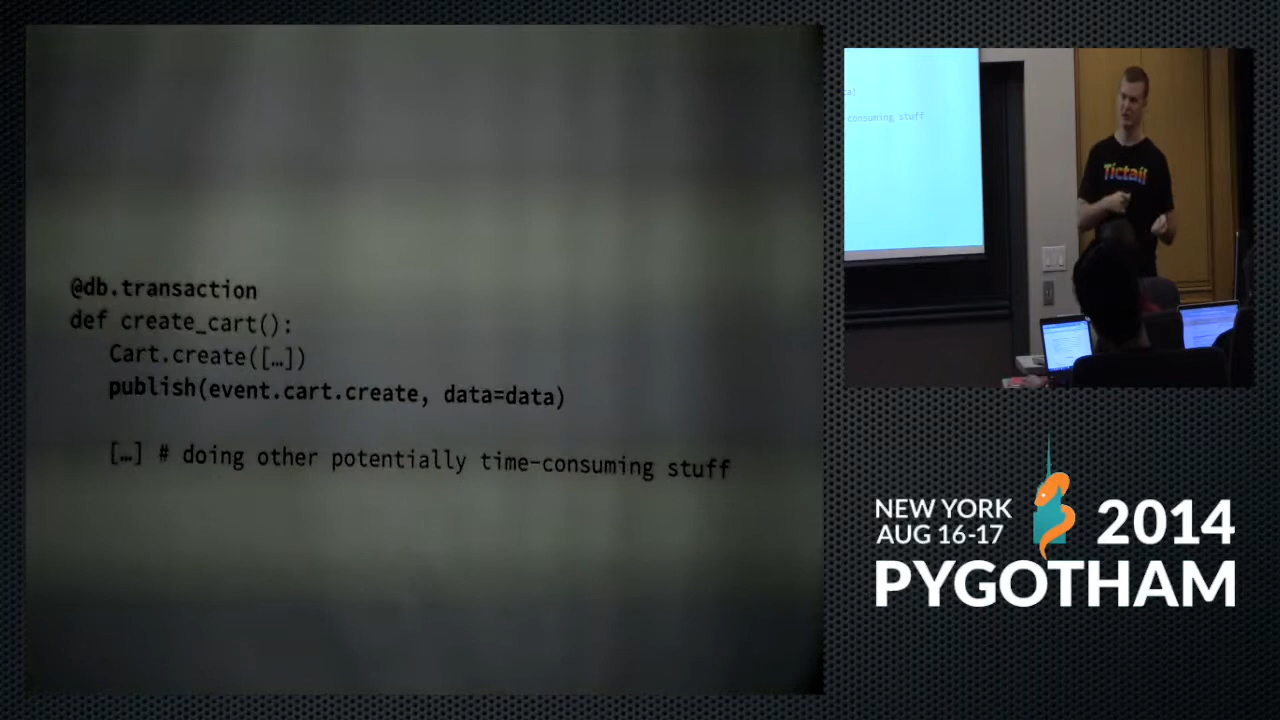 @db.transaction
def create_cart():
Cart.create([…])
publish(event.cart.create, data=data)
[…] # doing other potentially time-consuming stuff
a)
consuming stuff
Tictail
NEW YORK
AUG 16-17
2014
PYGOTHAM